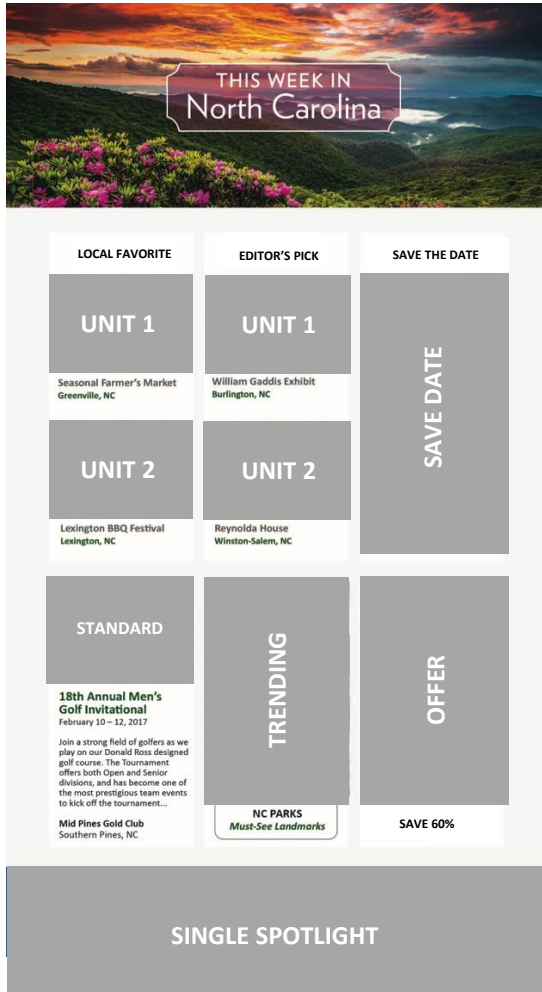 THIS WEEK IN
North Carolina
LOCAL FAVORITE
UNIT 1
Seasonal Farmer's Market
Greenville, NC
UNIT 2
Lexington BBQ Festival
Lexington, NC
EDITOR'S PICK
UNIT 1
William Gaddis Exhibit
Burlington, NC
UNIT 2
Reynolda House
Winston-Salem, NC
SAVE THE DATE
SAVE DATE
STANDARD
18th Annual Men's
Golf Invitational
February 10 – 12, 2017
Join a strong field of golfers as we
play on our Donald Ross designed
golf course. The Tournament
offers both Open and Senior
divisions, and has become one of
the most prestigious team events
to kick off the tournament...
Mid Pines Gold Club
Southern Pines, NC
TRENDING
NC PARKS
Must-See Landmarks
OFFER
SAVE 60%
SINGLE SPOTLIGHT